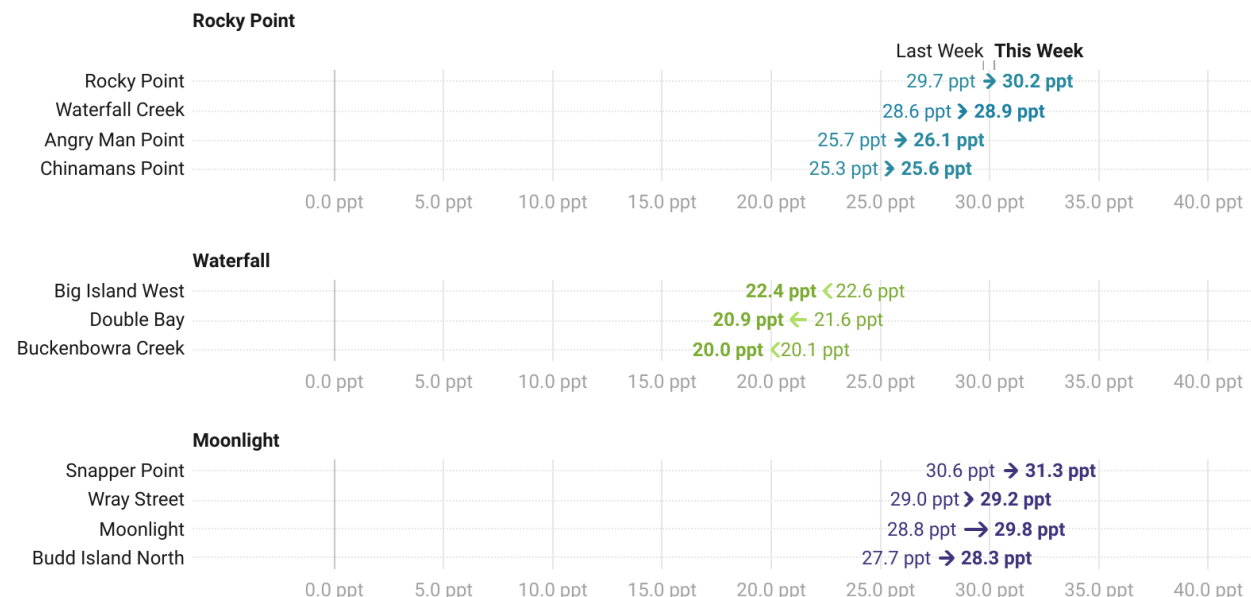 Rocky Point
Last Week This Week
Rocky Point 29.7 ppt 30.2 ppt
Waterfall Creek 28.6 ppt 28.9 ppt
Angry Man Point 25.7 ppt 26.1 ppt
Chinamans Point 25.3 ppt 25.6 ppt
0.0 ppt 5.0 ppt 10.0 ppt 15.0 ppt 20.0 ppt 25.0 ppt 30.0 ppt 35.0 ppt 40.0 ppt
Waterfall
Big Island West 22.4 ppt 22.6 ppt
Double Bay 20.9 ppt 21.6 ppt
Buckenbowra Creek 20.0 ppt 20.1 ppt
0.0 ppt 5.0 ppt 10.0 ppt 15.0 ppt 20.0 ppt 25.0 ppt 30.0 ppt 35.0 ppt 40.0 ppt
Moonlight
Snapper Point 30.6 ppt 31.3 ppt
Wray Street 29.0 ppt 29.2 ppt
Moonlight 28.8 ppt 29.8 ppt
Budd Island North 27.7 ppt 28.3 ppt
0.0 ppt 5.0 ppt 10.0 ppt 15.0 ppt 20.0 ppt 25.0 ppt 30.0 ppt 35.0 ppt 40.0 ppt